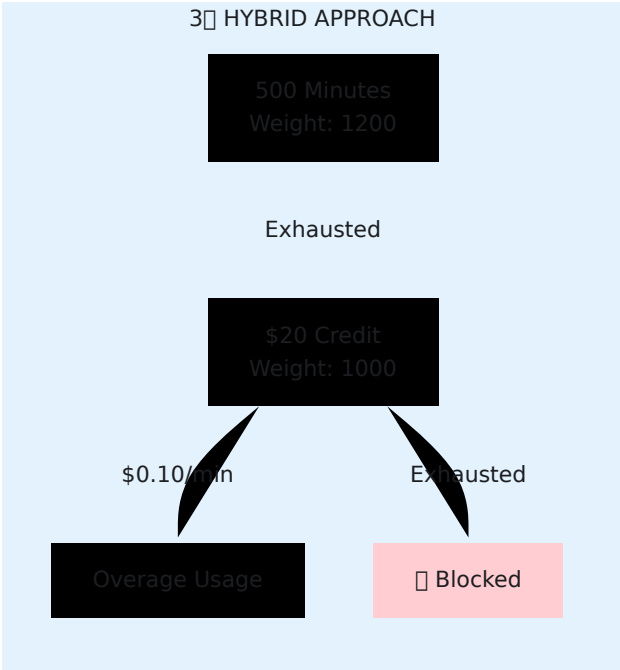 3▯ HYBRID APPROACH
500 Minutes
Weight: 1200
Exhausted
$20 Credit
Weight: 1000
$0.10/min
Exhausted
Overage Usage
▯ Blocked